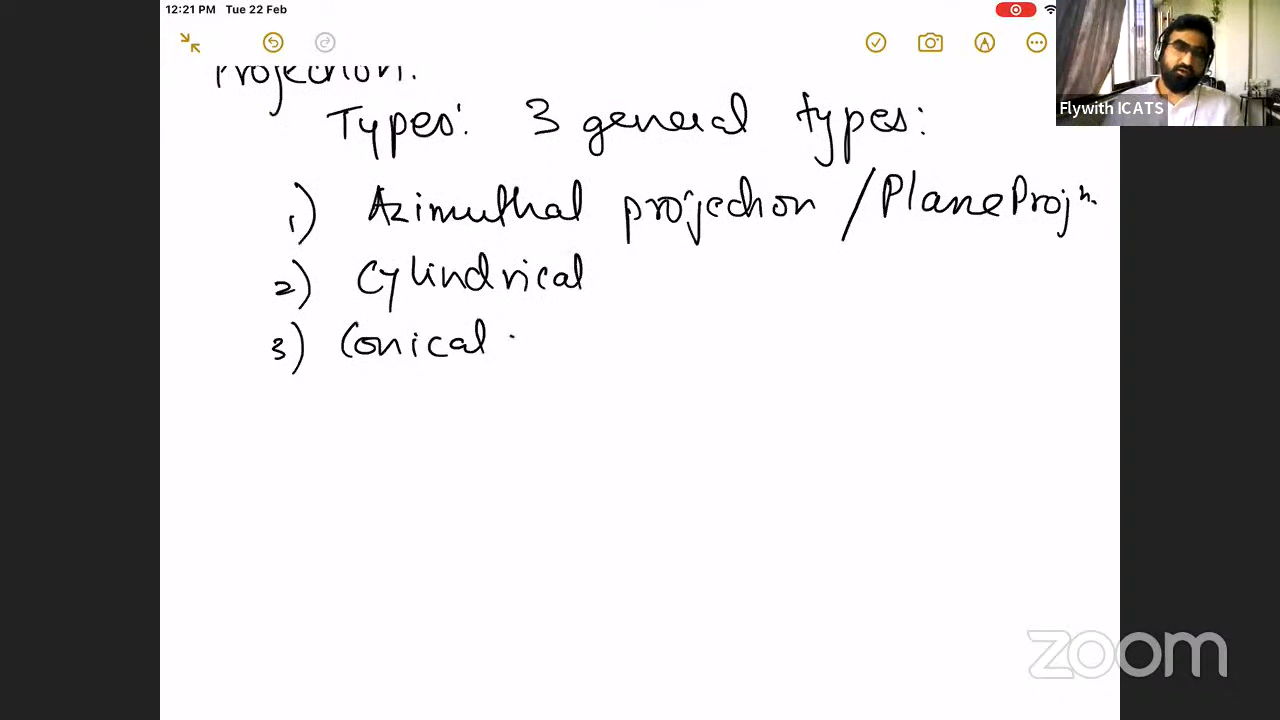 12:21 PM Tue 22 Feb
Projection.
Types: 3 general types:
1) Azimuthal projection / Plane Projn.
2) Cylindrical
3) Conical
Flywith ICATS
zoom